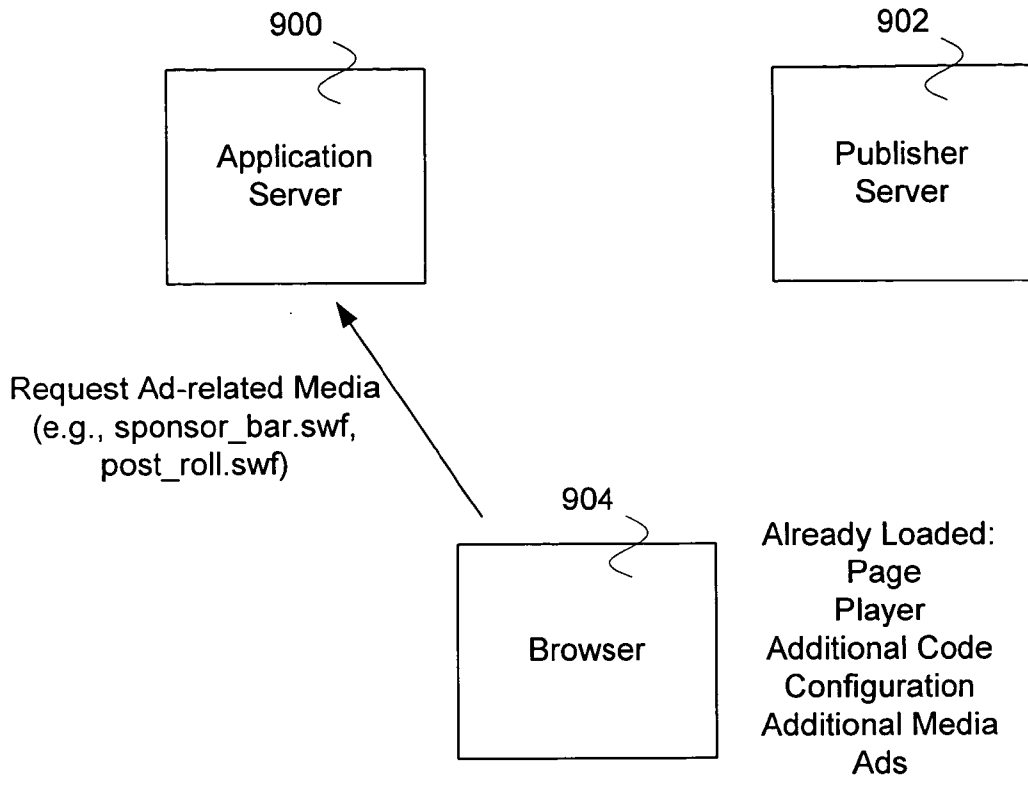 900
902
Application
Server
Publisher
Server
Request Ad-related Media
(e.g., sponsor_bar.swf,
post_roll.swf)
904
Browser
Already Loaded:
Page
Player
Additional Code
Configuration
Additional Media
Ads